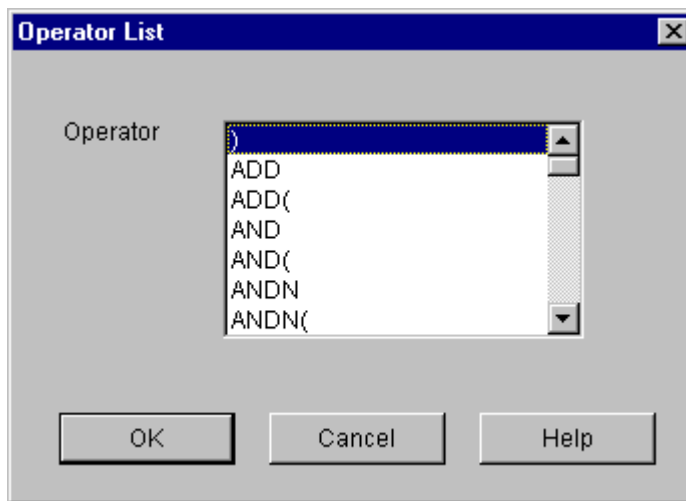 Operator List
Operator
)
ADD
ADD(
AND
AND(
ANDN
ANDN(
OK
Cancel
Help